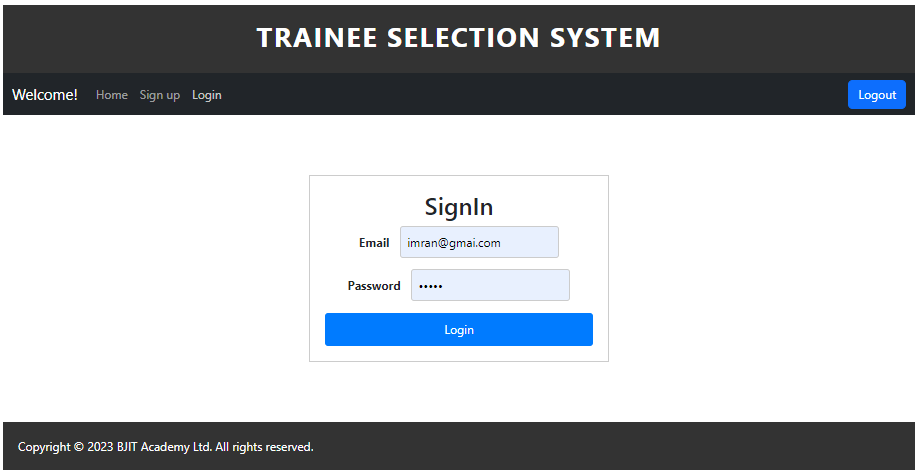 TRAINEE SELECTION SYSTEM
Welcome! Home Sign up Login Logout
SignIn
Email imran@gmai.com
Password •••••
Login
Copyright © 2023 BJIT Academy Ltd. All rights reserved.